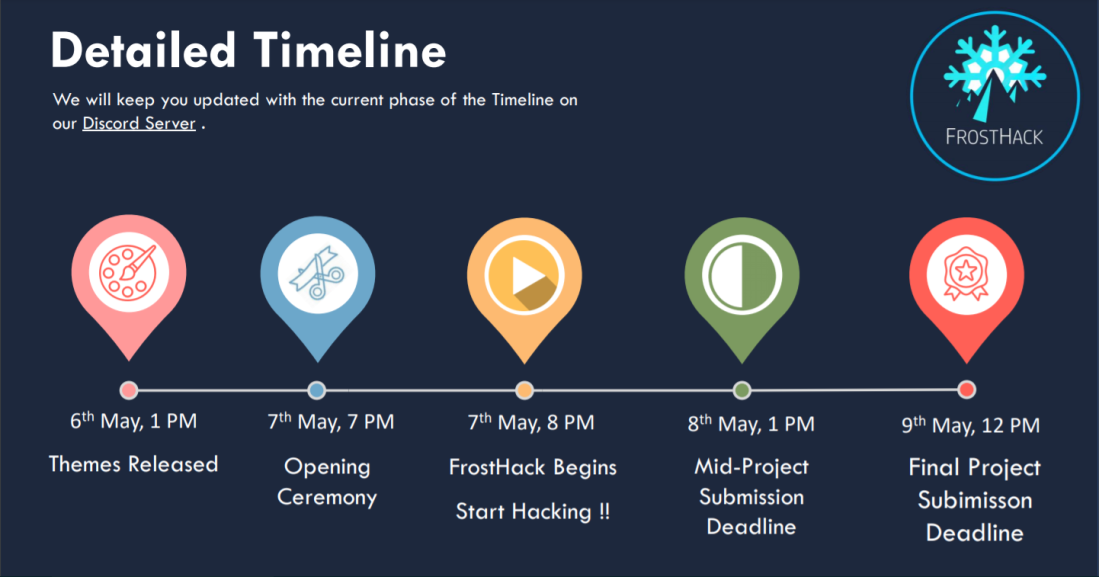 Detailed Timeline
We will keep you updated with the current phase of the Timeline on
our Discord Server .
FROSTHACK
6th May, 1 PM
Themes Released
7th May, 7 PM
Opening
Ceremony
7th May, 8 PM
FrostHack Begins
Start Hacking !!
8th May, 1 PM
Mid-Project
Submission
Deadline
9th May, 12 PM
Final Project
Subimisson
Deadline